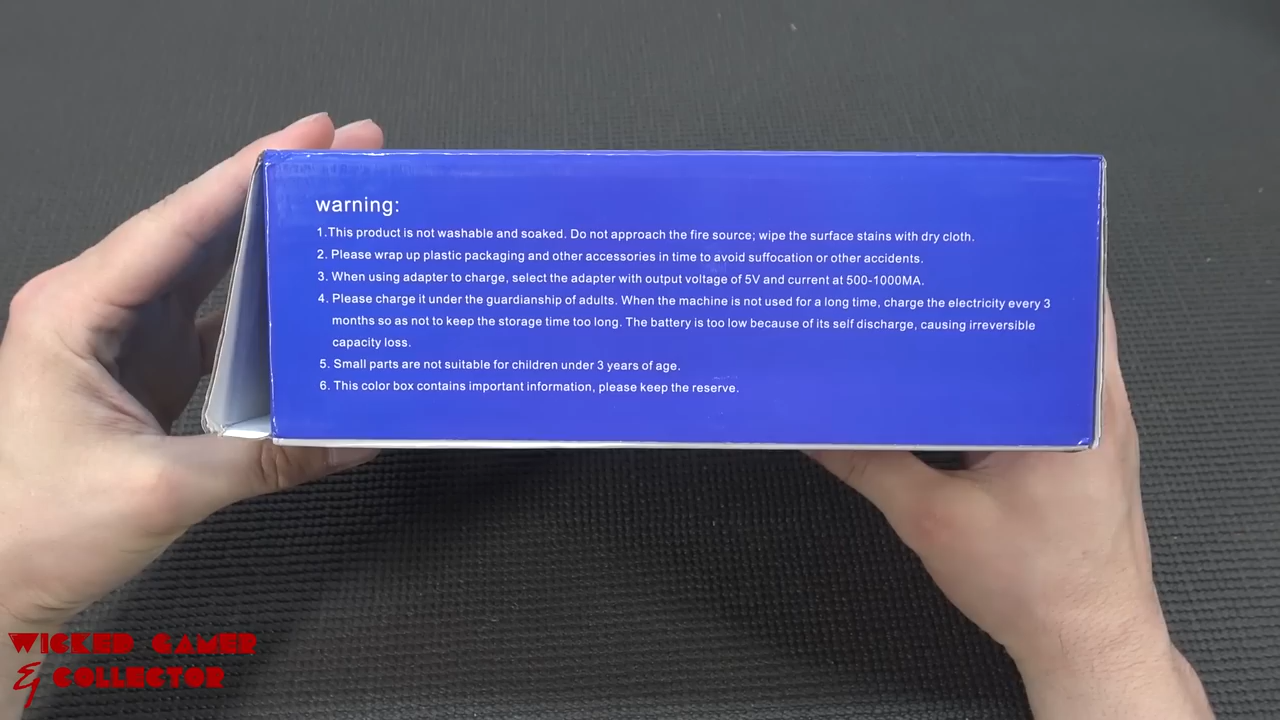 warning:
1.This product is not washable and soaked. Do not approach the fire source; wipe the surface stains with dry cloth.
2. Please wrap up plastic packaging and other accessories in time to avoid suffocation or other accidents.
3. When using adapter to charge, select the adapter with output voltage of 5V and current at 500-1000MA.
4. Please charge it under the guardianship of adults. When the machine is not used for a long time, charge the electricity every 3
months so as not to keep the storage time too long. The battery is too low because of its self discharge, causing irreversible
capacity loss.
5. Small parts are not suitable for children under 3 years of age.
6. This color box contains important information, please keep the reserve.
WICKED GAMER
& COLLECTOR